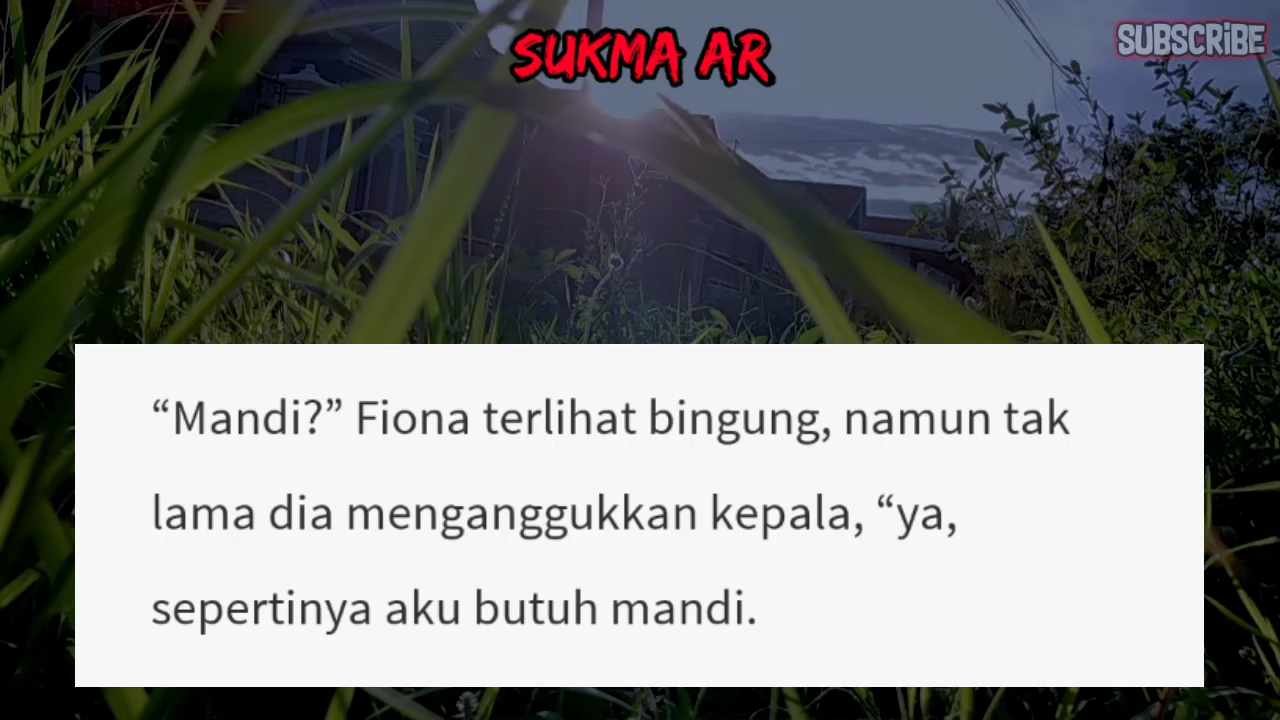 SUKMA AR
SUBSCRIBE
“Mandi?” Fiona terlihat bingung, namun tak
lama dia menganggukkan kepala, “ya,
sepertinya aku butuh mandi.